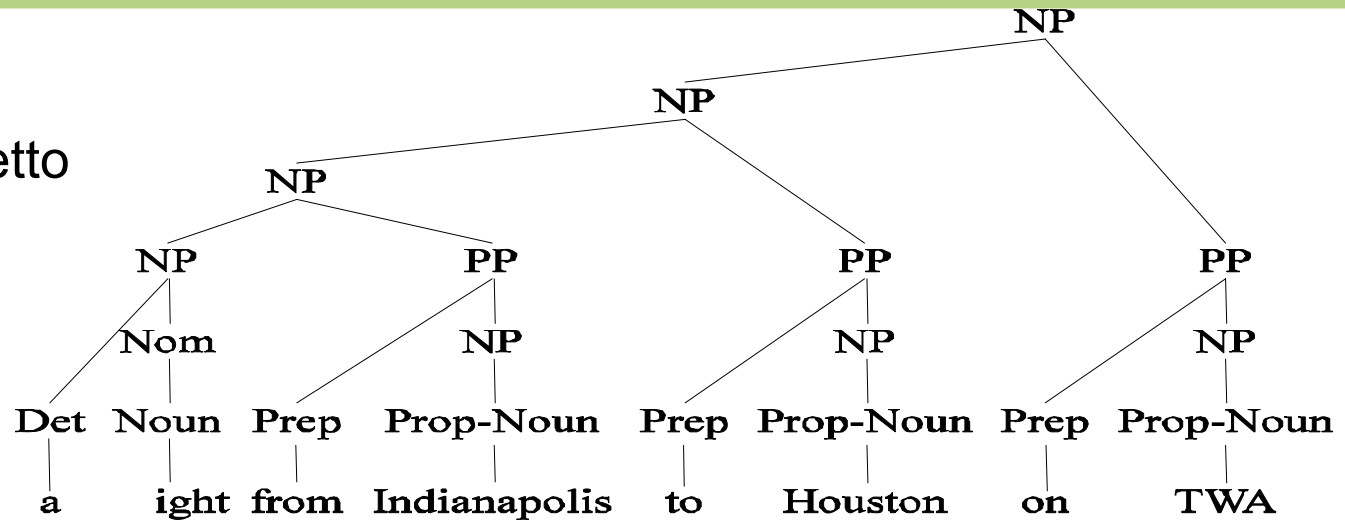 NP
NP
etto
NP
NP PP PP PP
Nom NP NP NP
Det Noun Prep Prop-Noun Prep Prop-Noun Prep Prop-Noun
a ight from Indianapolis to Houston on TWA